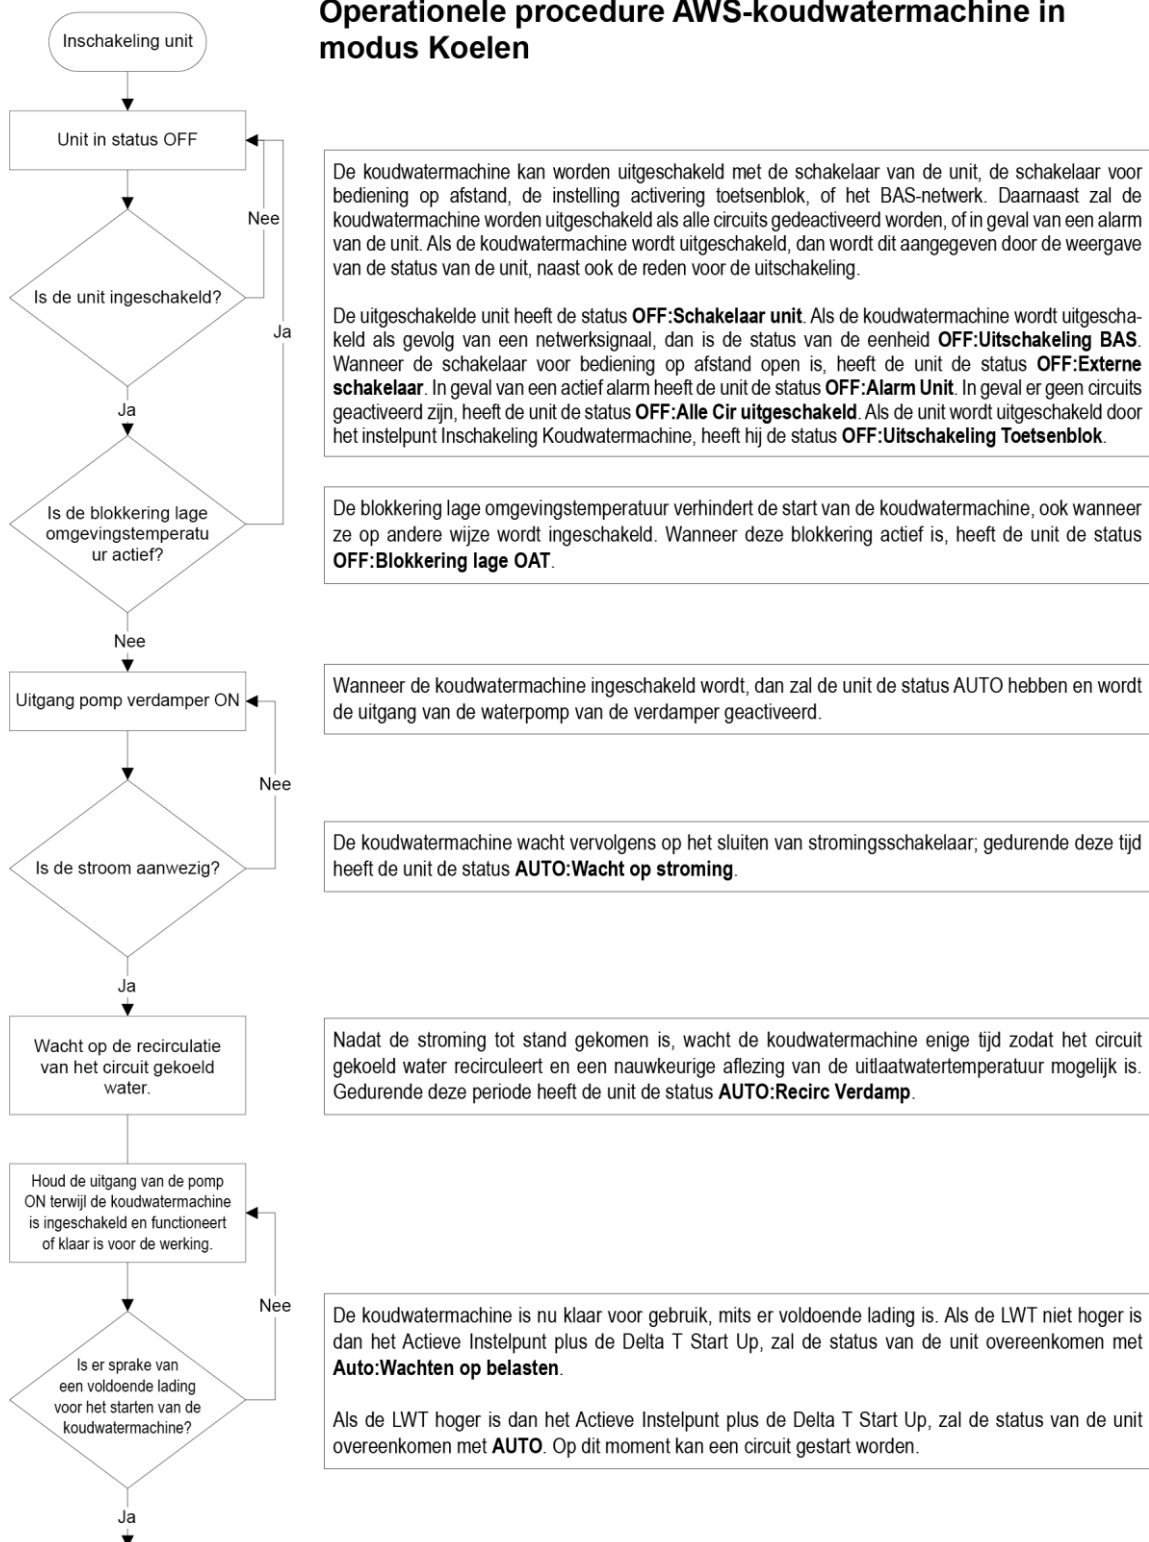 Operationele procedure AWS-koudwatermachine in
modus Koelen
Inschakeling unit
Unit in status OFF
Nee
Is de unit ingeschakeld?
Ja
Ja
De koudwatermachine kan worden uitgeschakeld met de schakelaar van de unit, de schakelaar voor
bediening op afstand, de instelling activering toetsenblok, of het BAS-netwerk. Daarnaast zal de
koudwatermachine worden uitgeschakeld als alle circuits gedeactiveerd worden, of in geval van een alarm
van de unit. Als de koudwatermachine wordt uitgeschakeld, dan wordt dit aangegeven door de weergave
van de status van de unit, naast ook de reden voor de uitschakeling.
De uitgeschakelde unit heeft de status OFF:Schakelaar unit. Als de koudwatermachine wordt uitgescha-
keld als gevolg van een netwerksignaal, dan is de status van de eenheid OFF:Uitschakeling BAS.
Wanneer de schakelaar voor bediening op afstand open is, heeft de unit de status OFF:Externe
schakelaar. In geval van een actief alarm heeft de unit de status OFF:Alarm Unit. In geval er geen circuits
geactiveerd zijn, heeft de unit de status OFF:Alle Cir uitgeschakeld. Als de unit wordt uitgeschakeld door
het instelpunt Inschakeling Koudwatermachine, heeft hij de status OFF:Uitschakeling Toetsenblok.
Is de blokkering lage
omgevingstemperatu
ur actief?
Nee
De blokkering lage omgevingstemperatuur verhindert de start van de koudwatermachine, ook wanneer
ze op andere wijze wordt ingeschakeld. Wanneer deze blokkering actief is, heeft de unit de status
OFF:Blokkering lage OAT.
Uitgang pomp verdamper ON
Wanneer de koudwatermachine ingeschakeld wordt, dan zal de unit de status AUTO hebben en wordt
de uitgang van de waterpomp van de verdamper geactiveerd.
Nee
Is de stroom aanwezig?
Ja
De koudwatermachine wacht vervolgens op het sluiten van stromingsschakelaar; gedurende deze tijd
heeft de unit de status AUTO:Wacht op stroming.
Wacht op de recirculatie
van het circuit gekoeld
water.
Nadat de stroming tot stand gekomen is, wacht de koudwatermachine enige tijd zodat het circuit
gekoeld water recirculeert en een nauwkeurige aflezing van de uitlaatwatertemperatuur mogelijk is.
Gedurende deze periode heeft de unit de status AUTO:Recirc Verdamp.
Houd de uitgang van de pomp
ON terwijl de koudwatermachine
is ingeschakeld en functioneert
of klaar is voor de werking.
Nee
Is er sprake van
een voldoende lading
voor het starten van de
koudwatermachine?
Ja
De koudwatermachine is nu klaar voor gebruik, mits er voldoende lading is. Als de LWT niet hoger is
dan het Actieve Instelpunt plus de Delta T Start Up, zal de status van de unit overeenkomen met
Auto:Wachten op belasten.
Als de LWT hoger is dan het Actieve Instelpunt plus de Delta T Start Up, zal de status van de unit
overeenkomen met AUTO. Op dit moment kan een circuit gestart worden.